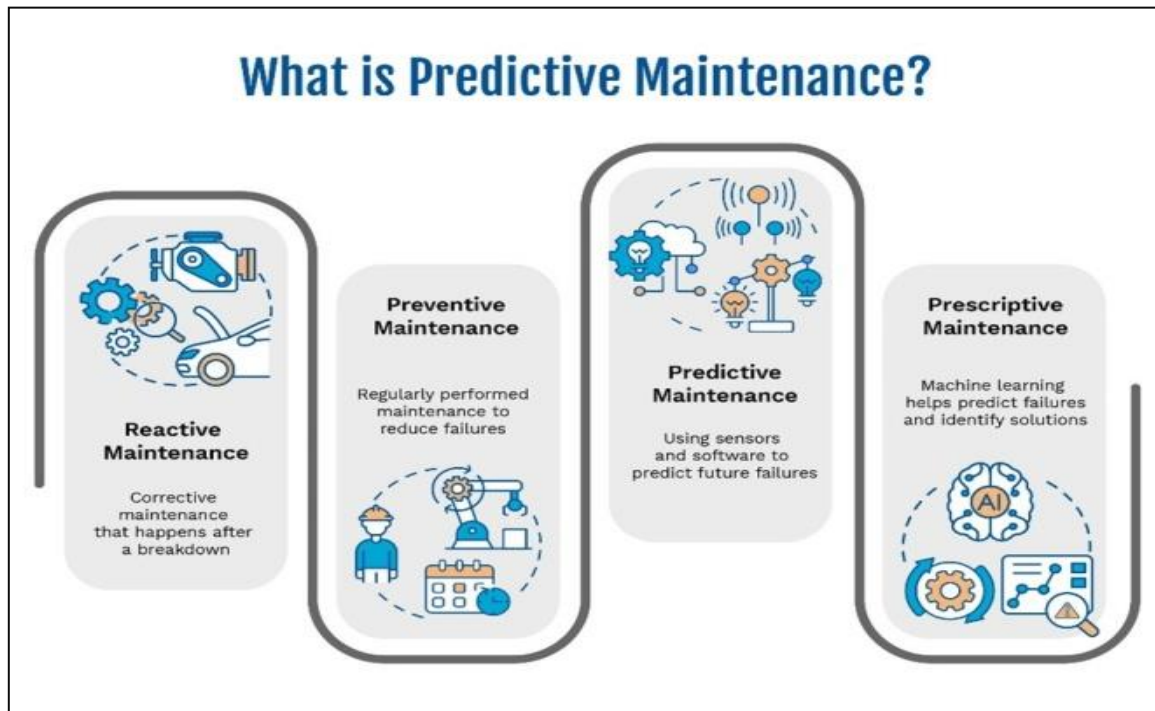 What is Predictive Maintenance?
Reactive
Maintenance
Corrective
maintenance
that happens after
a breakdown
Preventive
Maintenance
Regularly performed
maintenance to
reduce failures
Predictive
Maintenance
Using sensors
and software to
predict future failures
Prescriptive
Maintenance
Machine learning
helps predict failures
and identify solutions
AI